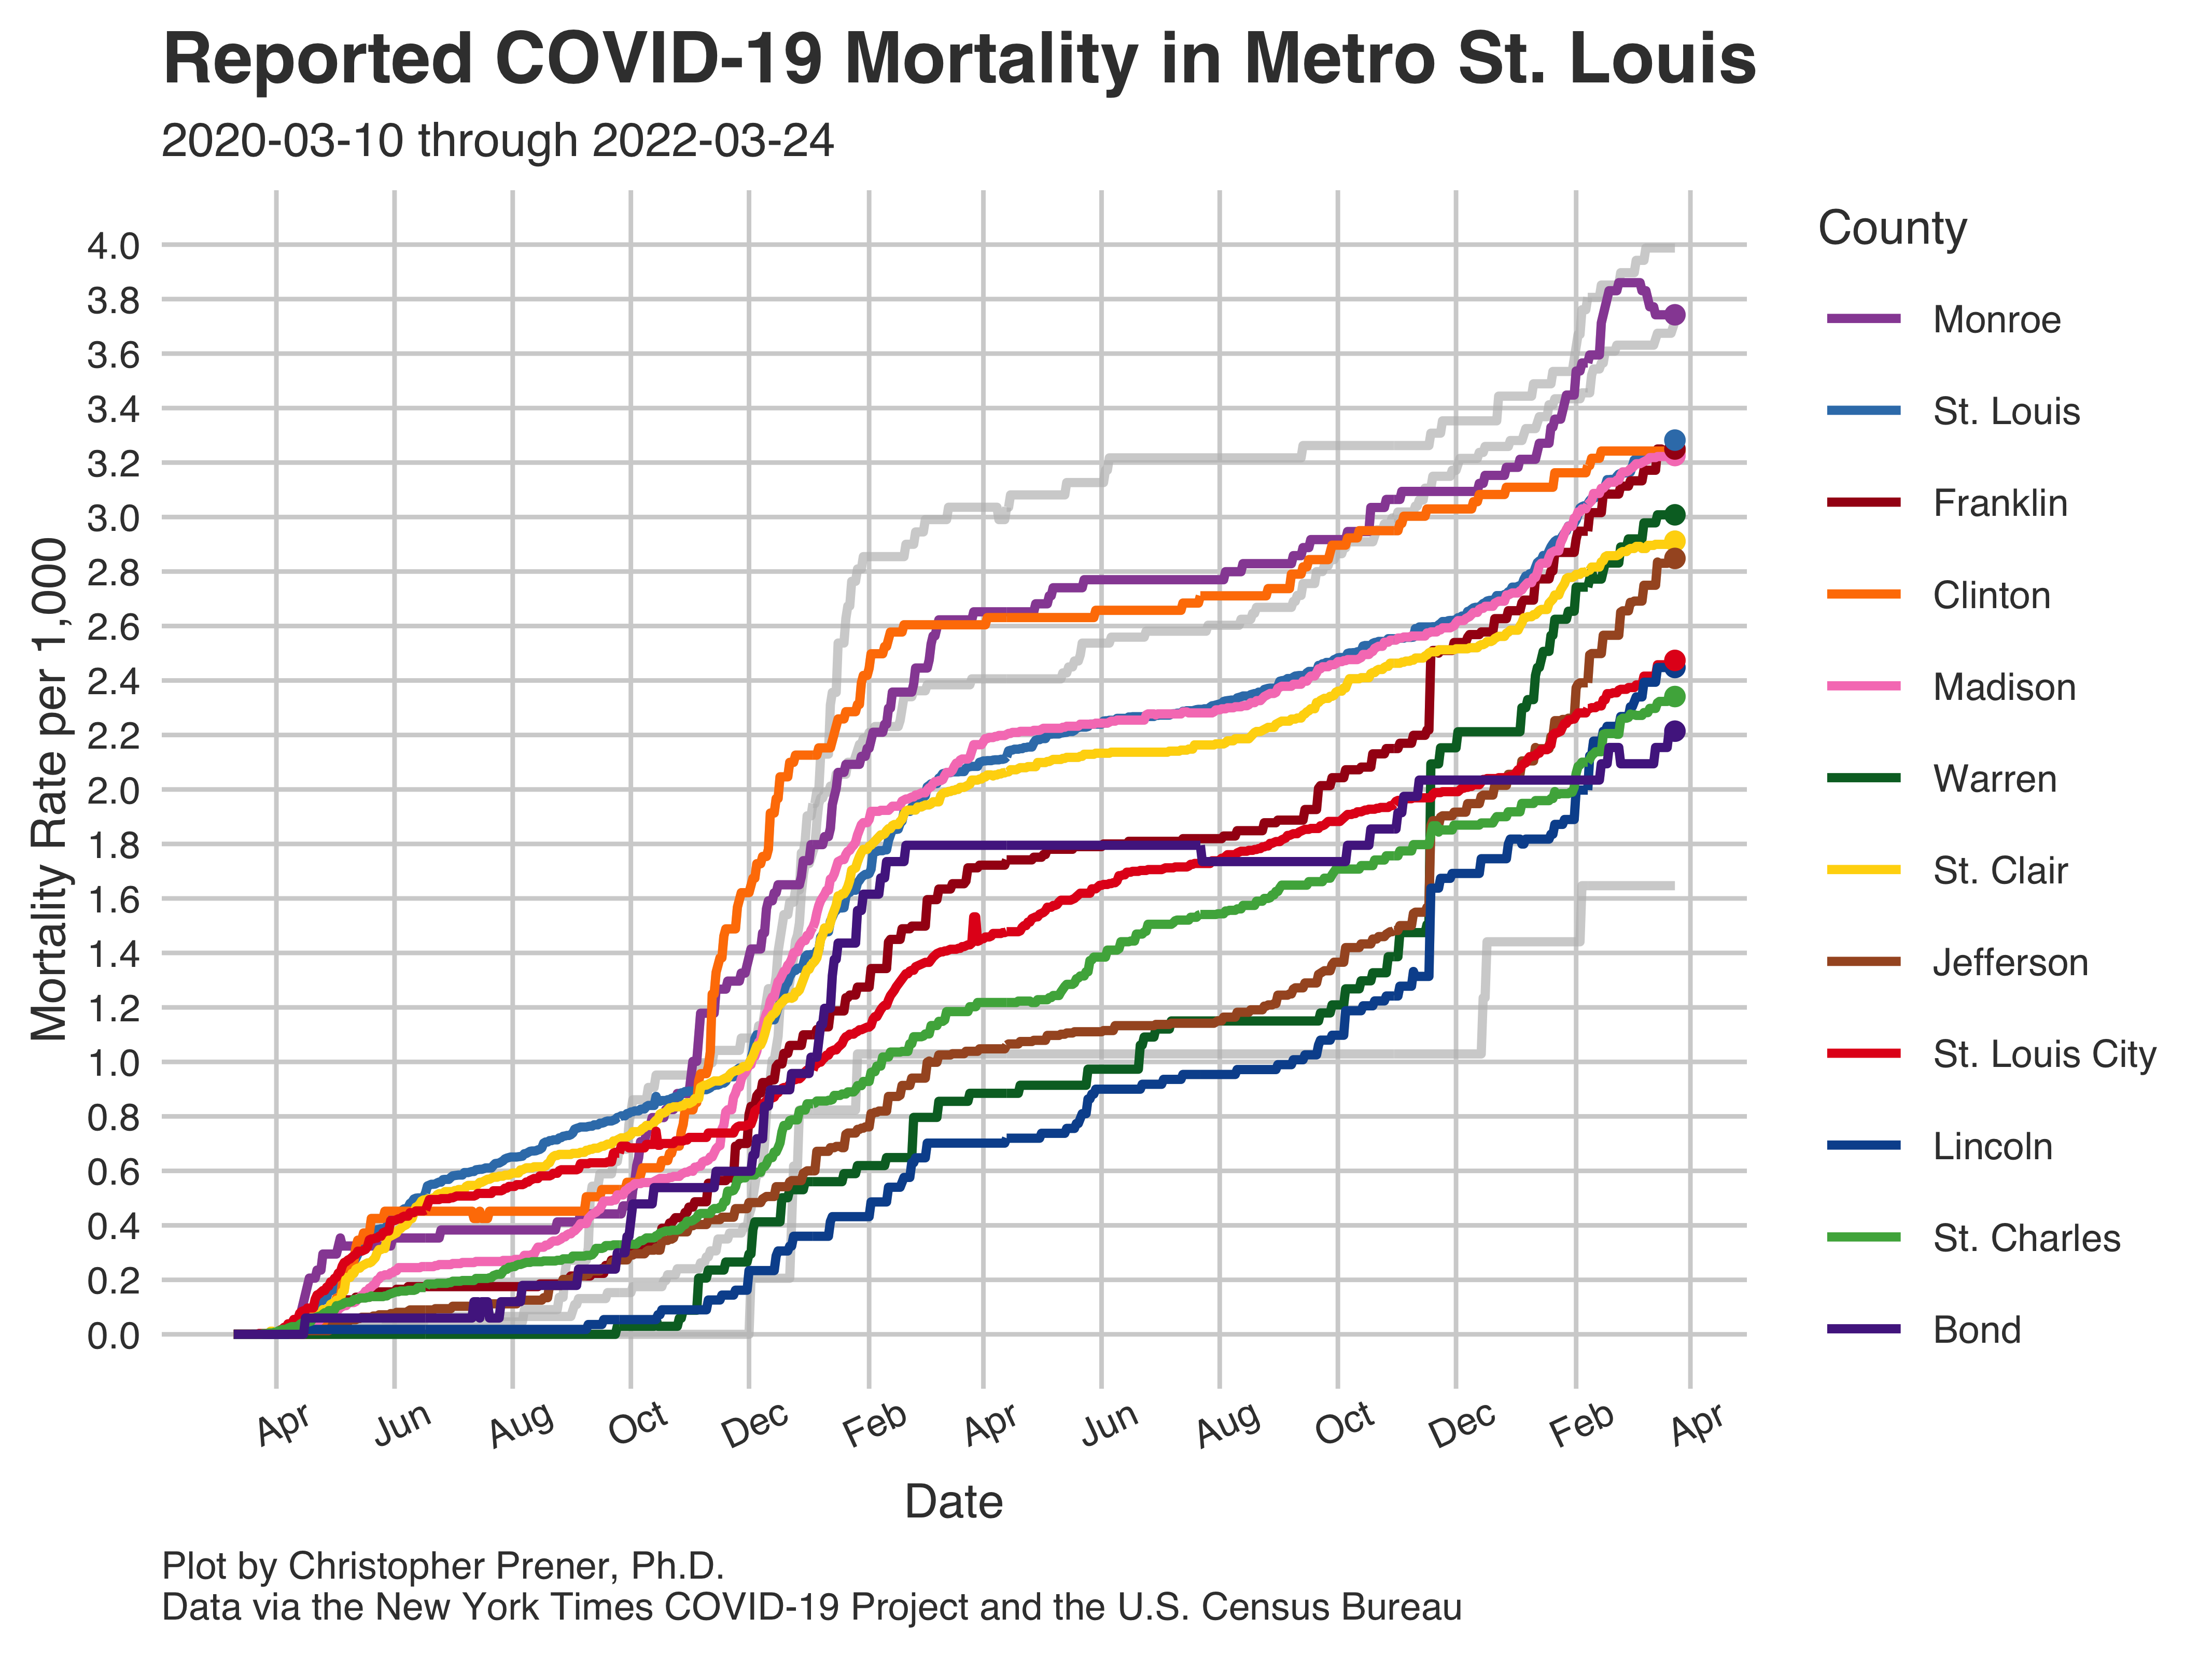 Reported COVID-19 Mortality in Metro St. Louis
2020-03-10 through 2022-03-24
Mortality Rate per 1,000
4.0
3.8
3.6
3.4
3.2
3.0
2.8
2.6
2.4
2.2
2.0
1.8
1.6
1.4
1.2
1.0
0.8
0.6
0.4
0.2
0.0
Apr Jun Aug Oct Dec Feb Apr Jun Aug Oct Dec Feb Apr
Date
County
Monroe
St. Louis
Franklin
Clinton
Madison
Warren
St. Clair
Jefferson
St. Louis City
Lincoln
St. Charles
Bond
Plot by Christopher Prener, Ph.D.
Data via the New York Times COVID-19 Project and the U.S. Census Bureau